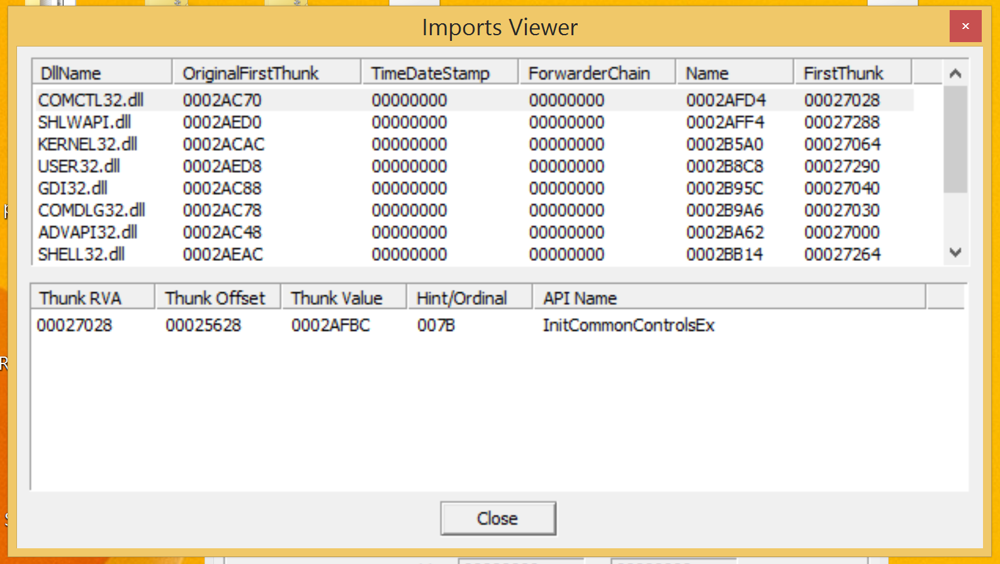 Imports Viewer
DllName OriginalFirstThunk TimeDateStamp ForwarderChain Name FirstThunk
COMCTL32.dll 0002AC70 00000000 00000000 0002AFD4 00027028
SHLWAPI.dll 0002AED0 00000000 00000000 0002AFF4 00027288
KERNEL32.dll 0002ACAC 00000000 00000000 0002B5A0 00027064
USER32.dll 0002AED8 00000000 00000000 0002B8C8 00027290
GDI32.dll 0002AC88 00000000 00000000 0002B95C 00027040
COMDLG32.dll 0002AC78 00000000 00000000 0002B9A6 00027030
ADVAPI32.dll 0002AC48 00000000 00000000 0002BA62 00027000
SHELL32.dll 0002AEAC 00000000 00000000 0002BB14 00027264
Thunk RVA Thunk Offset Thunk Value Hint/Ordinal API Name
00027028 00025628 0002AFBC 007B InitCommonControlsEx
Close